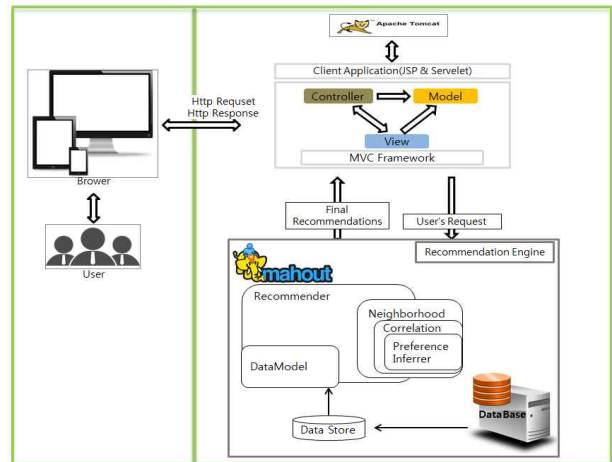 Apache Tomcat
Client Application(JSP & Servelet)
Controller
Model
View
MVC Framework
Http Requset
Http Response
Brower
User
Final
Recommendations
User's Request
Recommendation Engine
mahout
Recommender
Neighborhood
Correlation
Preference
Inferrer
DataModel
Data Store
DataBase